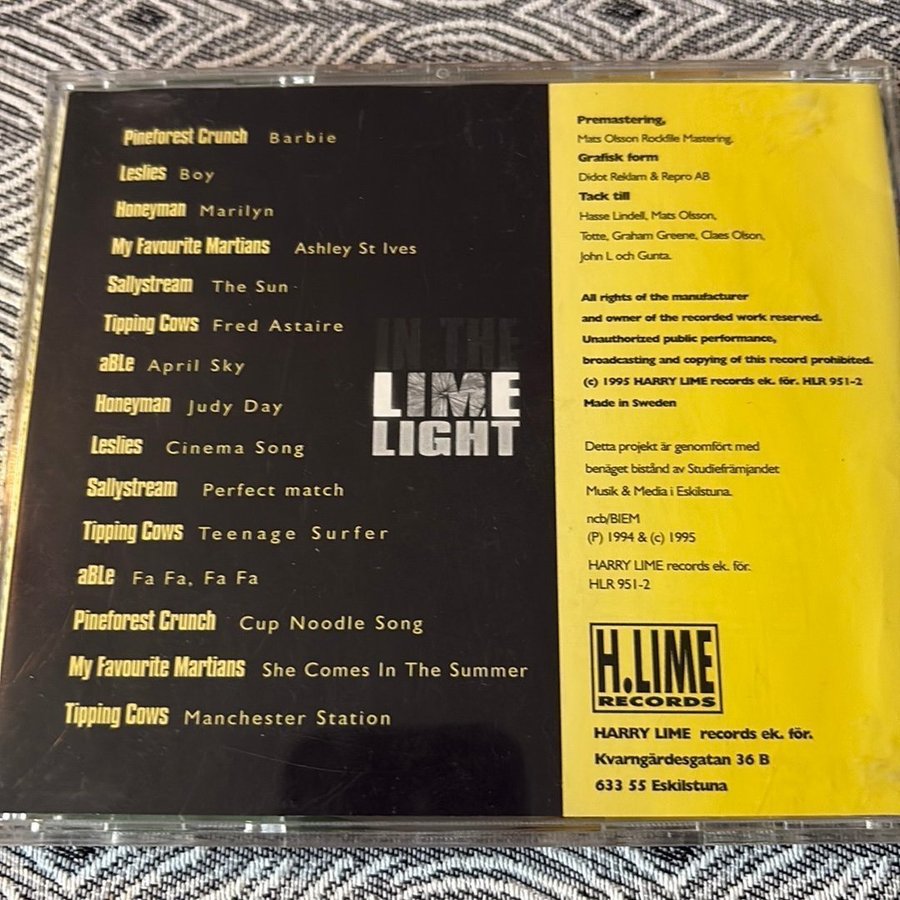 Pineforest Crunch Barbie
Leslies Boy
Honeyman Marilyn
My Favourite Martians Ashley St Ives
Sallystream The Sun
Tipping Cows Fred Astaire
aBLe April Sky
Honeyman Judy Day
Leslies Cinema Song
Sallystream Perfect match
Tipping Cows Teenage Surfer
aBLe Fa Fa, Fa Fa
Pineforest Crunch Cup Noodle Song
My Favourite Martians She Comes In The Summer
Tipping Cows Manchester Station
IN THE
LIME
LIGHT
Premastering,
Mats Olsson Rockfile Mastering,
Grafisk form
Didot Reklam & Repro AB
Tack till
Hasse Lindell, Mats Olsson,
Totte, Graham Greene, Claes Olson,
John L och Gunta.
All rights of the manufacturer
and owner of the recorded work reserved.
Unauthorized public performance,
broadcasting and copying of this record prohibited.
(c) 1995 HARRY LIME records ek. för. HLR 951-2
Made in Sweden
Detta projekt är genomfört med
benäget bistånd av Studiefrämjandet
Musik & Media i Eskilstuna.
ncb/BIEM
(P) 1994 & (c) 1995
HARRY LIME records ek. för.
HLR 951-2
H.LIME
RECORDS
HARRY LIME records ek. för.
Kvarngärdesgatan 36 B
633 55 Eskilstuna